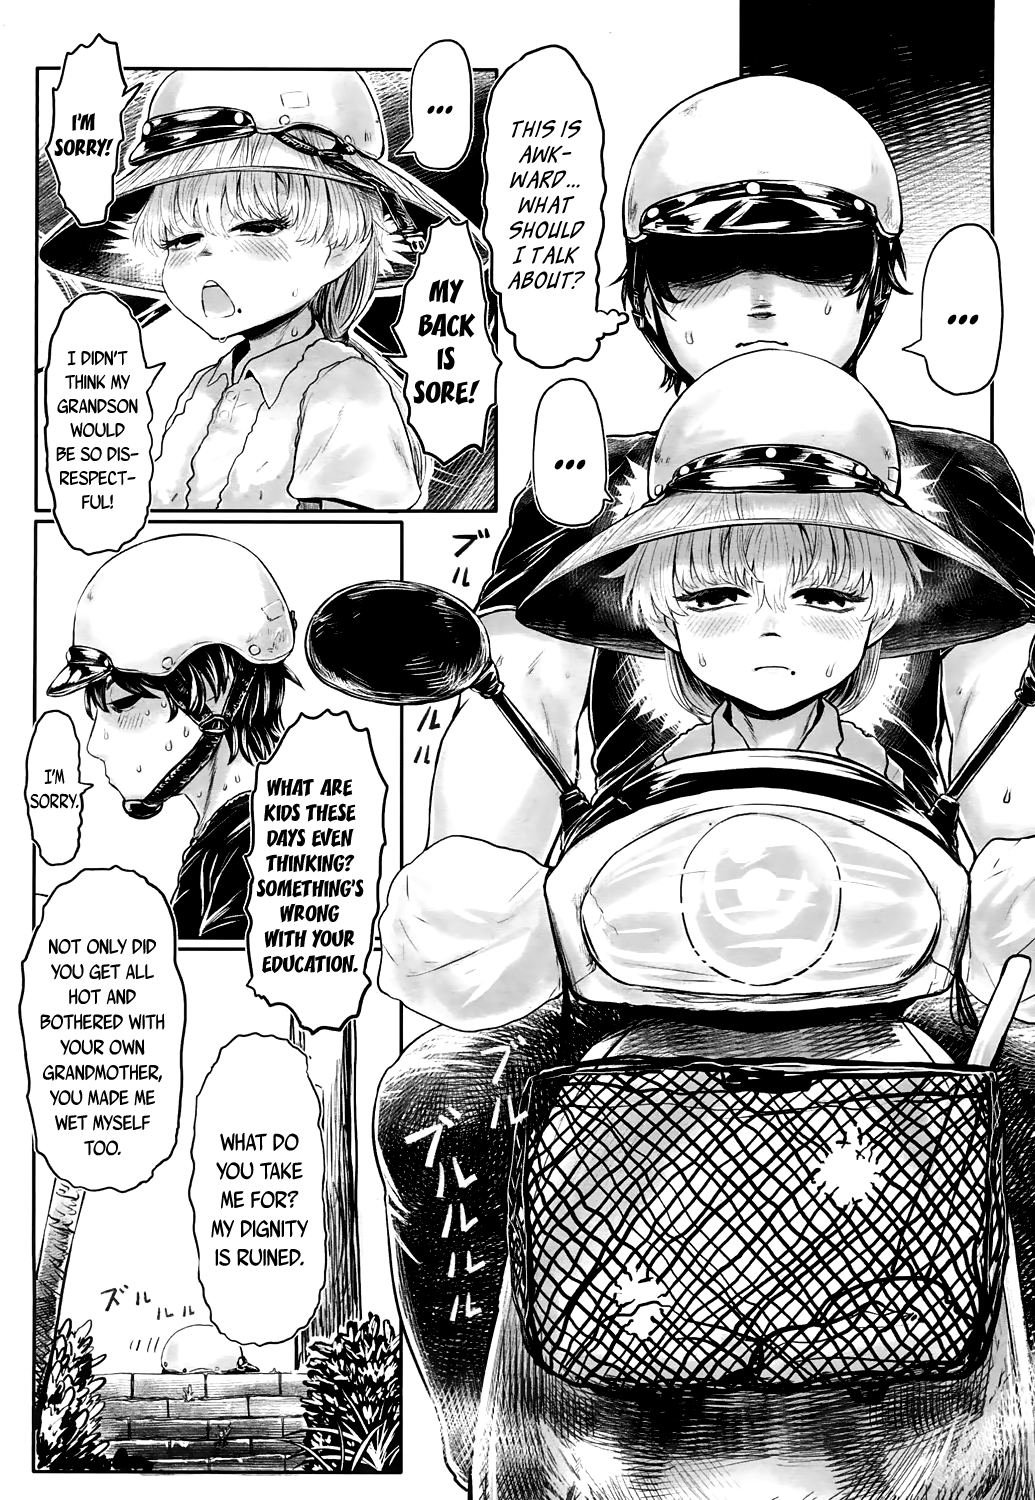 THIS IS
AWK-
WARD...
WHAT
SHOULD
I TALK
ABOUT?
...
...
ブル
ルル
ブル
ブルルルル
...
I'M
SORRY!
MY
BACK
IS
SORE!
I DIDN'T
THINK MY
GRANDSON
WOULD
BE SO DIS-
RESPECT-
FUL!
I'M
SORRY.
WHAT ARE
KIDS THESE
DAYS EVEN
THINKING?
SOMETHING'S
WRONG
WITH YOUR
EDUCATION.
NOT ONLY DID
YOU GET ALL
HOT AND
BOTHERED WITH
YOUR OWN
GRANDMOTHER,
YOU MADE ME
WET MYSELF
TOO.
WHAT DO
YOU TAKE
ME FOR?
MY DIGNITY
IS RUINED.
ズル
ルル